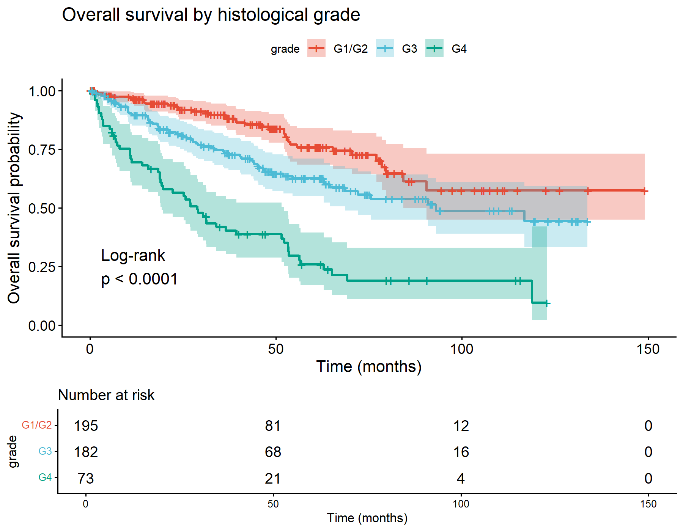 Overall survival by histological grade
grade G1/G2 G3 G4
Overall survival probability
1.00
0.75
0.50
0.25
0.00
Log-rank
p < 0.0001
0 50 100 150
Time (months)
Number at risk
grade
G1/G2 195 81 12 0
G3 182 68 16 0
G4 73 21 4 0
0 50 100 150
Time (months)